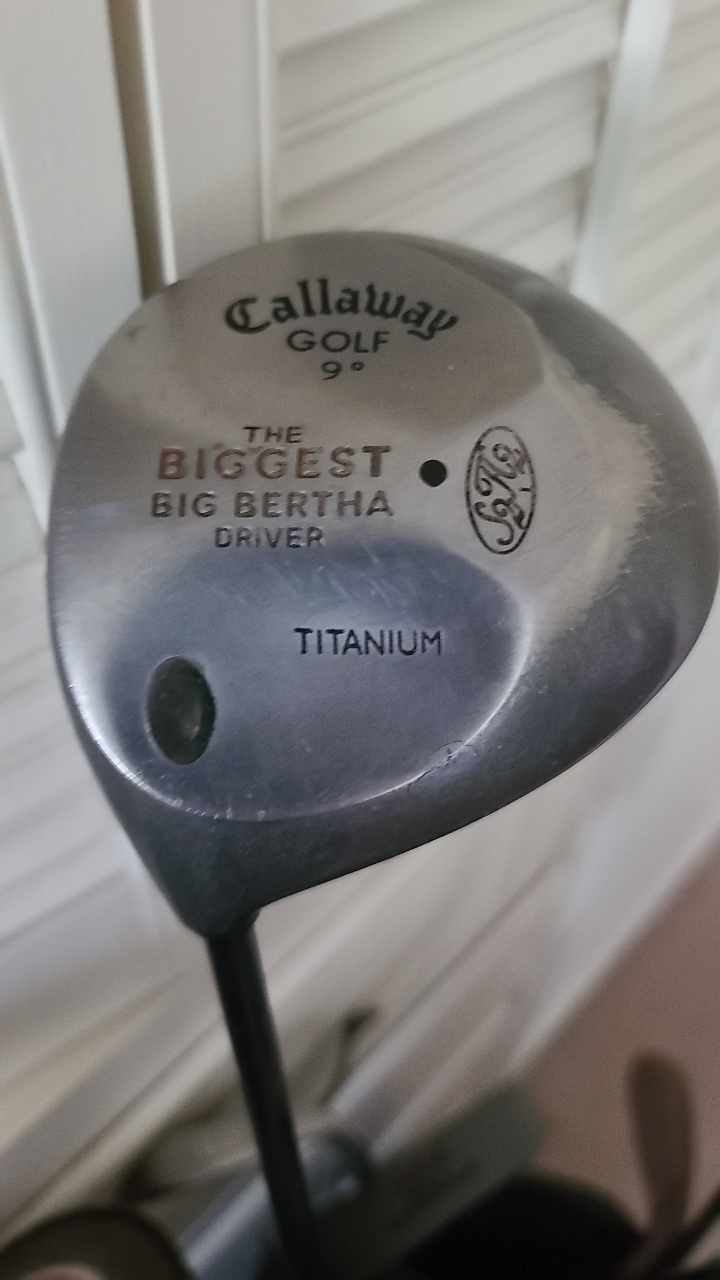 Callaway
GOLF
9°
THE
BIGGEST
BIG BERTHA
DRIVER
TITANIUM